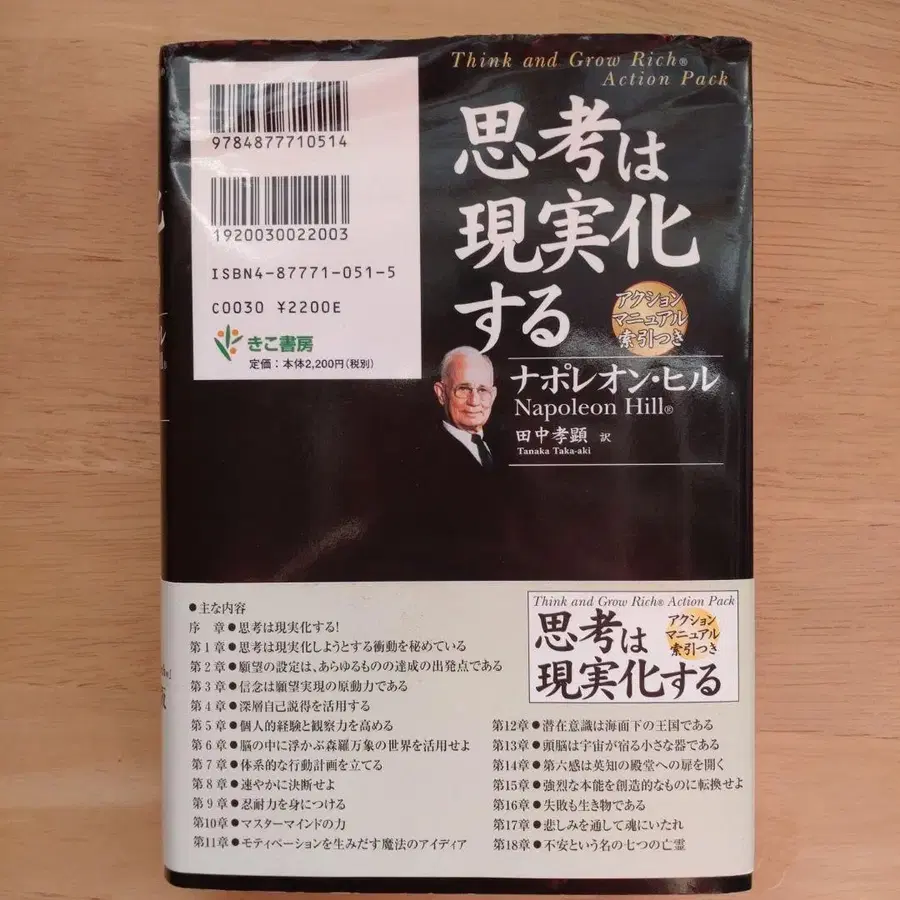 Think and Grow Rich®
Action Pack
思考は
現実化
する
アクション
マニュアル
索引つき
ナポレオン・ヒル
Napoleon Hill®
田中孝顕 訳
Tanaka Taka-aki
9784877710514
1920030022003
ISBN4-87771-051-5
C0030 ¥2200E
きこ書房
定価：本体2,200円(税別)
●主な内容
序　章●思考は現実化する!
第1章●思考は現実化しようとする衝動を秘めている
第2章●願望の設定は、あらゆるものの達成の出発点である
第3章●信念は願望実現の原動力である
第4章●深層自己説得を活用する
第5章●個人的経験と観察力を高める
第6章●脳の中に浮かぶ森羅万象の世界を活用せよ
第7章●体系的な行動計画を立てる
第8章●速やかに決断せよ
第9章●忍耐力を身につける
第10章●マスターマインドの力
第11章●モティベーションを生みだす魔法のアイディア
Think and Grow Rich® Action Pack
思考は
現実化する
アクション
マニュアル
索引つき
第12章●潜在意識は海面下の王国である
第13章●頭脳は宇宙が宿る小さな器である
第14章●第六感は英知の殿堂への扉を開く
第15章●強烈な本能を創造的なものに転換せよ
第16章●失敗も生き物である
第17章●悲しみを通して魂にいたれ
第18章●不安という名の七つの亡霊